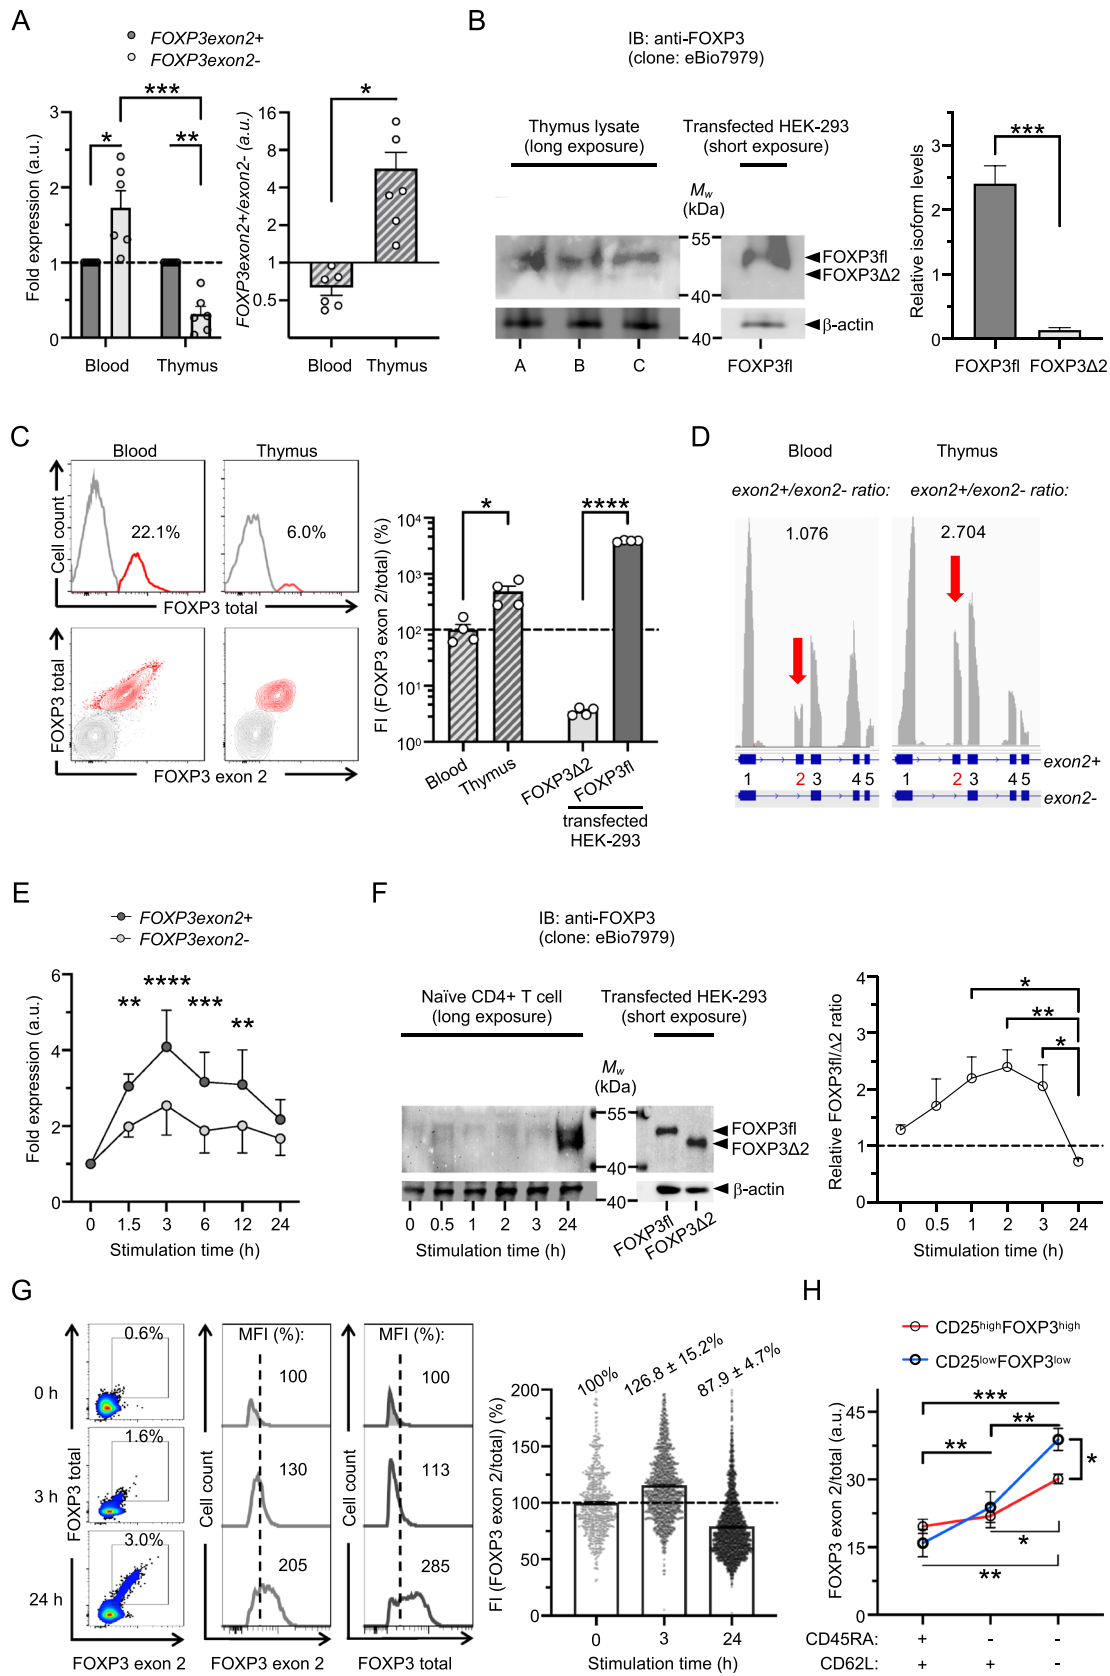 A
FOXP3exon2+
FOXP3exon2-
Fold expression (a.u.)
3
2
1
0
*
***
**
Blood
Thymus
FOXP3exon2+/exon2- (a.u.)
16
8
4
2
1
0.5
*
Blood
Thymus
B
IB: anti-FOXP3
(clone: eBio7979)
Thymus lysate
(long exposure)
Transfected HEK-293
(short exposure)
Mw
(kDa)
55
40
40
FOXP3fl
FOXP3Δ2
β-actin
A
B
C
FOXP3fl
Relative isoform levels
3
2
1
0
***
FOXP3fl
FOXP3Δ2
C
Blood
Thymus
Cell count
22.1%
6.0%
FOXP3 total
FOXP3 total
FOXP3 exon 2
FI (FOXP3 exon 2/total) (%)
10⁴
10³
10²
10¹
10⁰
*
****
Blood
Thymus
FOXP3Δ2
FOXP3fl
transfected
HEK-293
D
Blood
Thymus
exon2+/exon2- ratio:
exon2+/exon2- ratio:
1.076
2.704
exon2+
1 2 3 4 5
1 2 3 4 5
exon2-
E
FOXP3exon2+
FOXP3exon2-
Fold expression (a.u.)
6
4
2
0
**
****
***
**
0 1.5 3 6 12 24
Stimulation time (h)
F
IB: anti-FOXP3
(clone: eBio7979)
Naïve CD4+ T cell
(long exposure)
Transfected HEK-293
(short exposure)
Mw
(kDa)
55
40
40
FOXP3fl
FOXP3Δ2
β-actin
0 0.5 1 2 3 24
Stimulation time (h)
FOXP3fl
FOXP3Δ2
Relative FOXP3fl/Δ2 ratio
4
3
2
1
0
*
**
*
0 0.5 1 2 3 24
Stimulation time (h)
G
0 h
3 h
24 h
FOXP3 total
0.6%
1.6%
3.0%
FOXP3 exon 2
Cell count
MFI (%):
100
130
205
FOXP3 exon 2
Cell count
MFI (%):
100
113
285
FOXP3 total
FI (FOXP3 exon 2/total) (%)
200
150
100
50
0
100%
126.8 ± 15.2%
87.9 ± 4.7%
0 3 24
Stimulation time (h)
H
CD25highFOXP3high
CD25lowFOXP3low
FOXP3 exon 2/total (a.u.)
45
30
15
0
***
**
**
*
*
**
CD45RA: + - -
CD62L: + + -